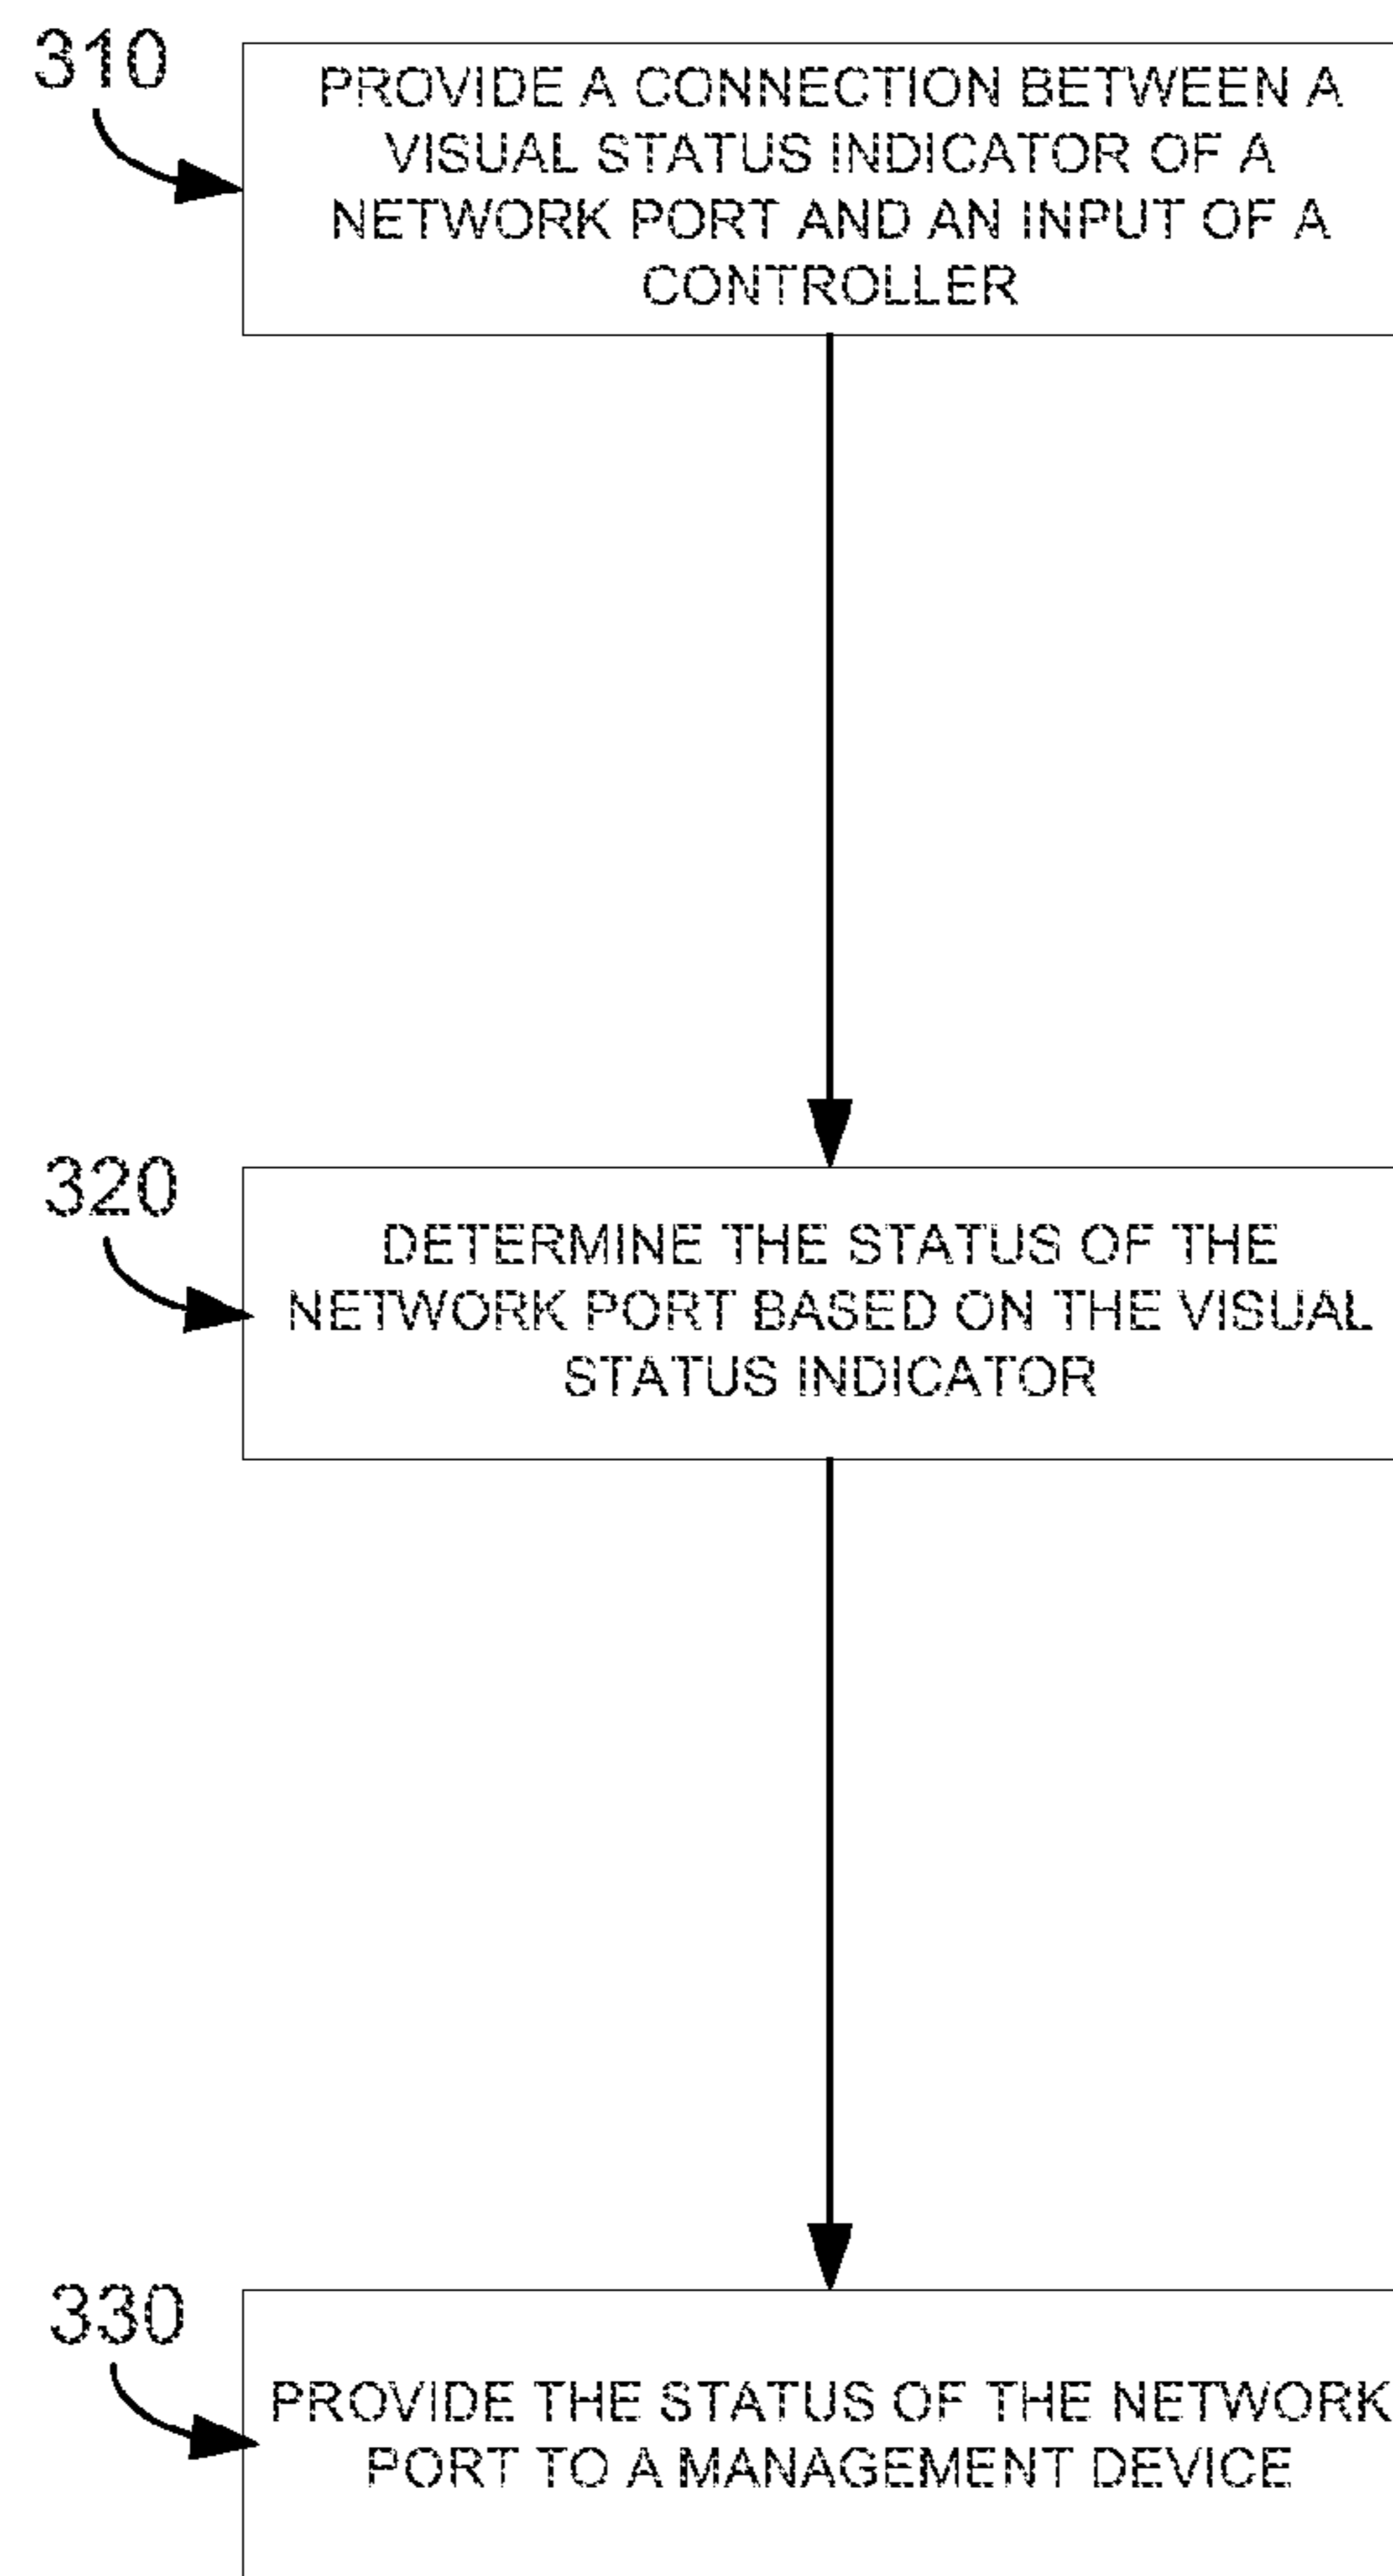 310
PROVIDE A CONNECTION BETWEEN A
VISUAL STATUS INDICATOR OF A
NETWORK PORT AND AN INPUT OF A
CONTROLLER
320
DETERMINE THE STATUS OF THE
NETWORK PORT BASED ON THE VISUAL
STATUS INDICATOR
330
PROVIDE THE STATUS OF THE NETWORK
PORT TO A MANAGEMENT DEVICE